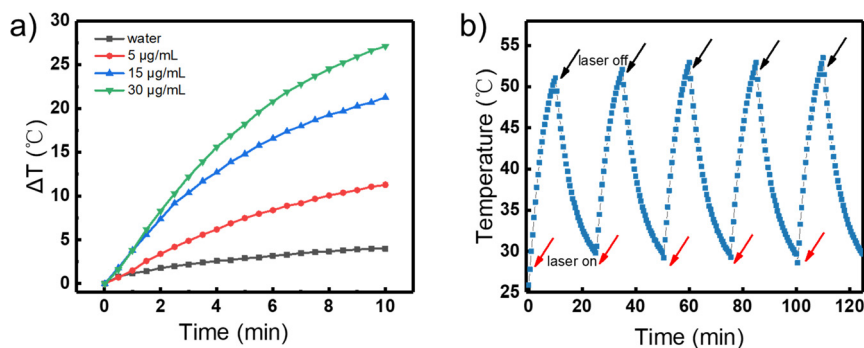 a)
water
5 µg/mL
15 µg/mL
30 µg/mL
30
25
20
15
10
5
0
ΔT (℃)
0 2 4 6 8 10
Time (min)
b)
laser off
laser on
55
50
45
40
35
30
25
Temperature (℃)
0 20 40 60 80 100 120
Time (min)